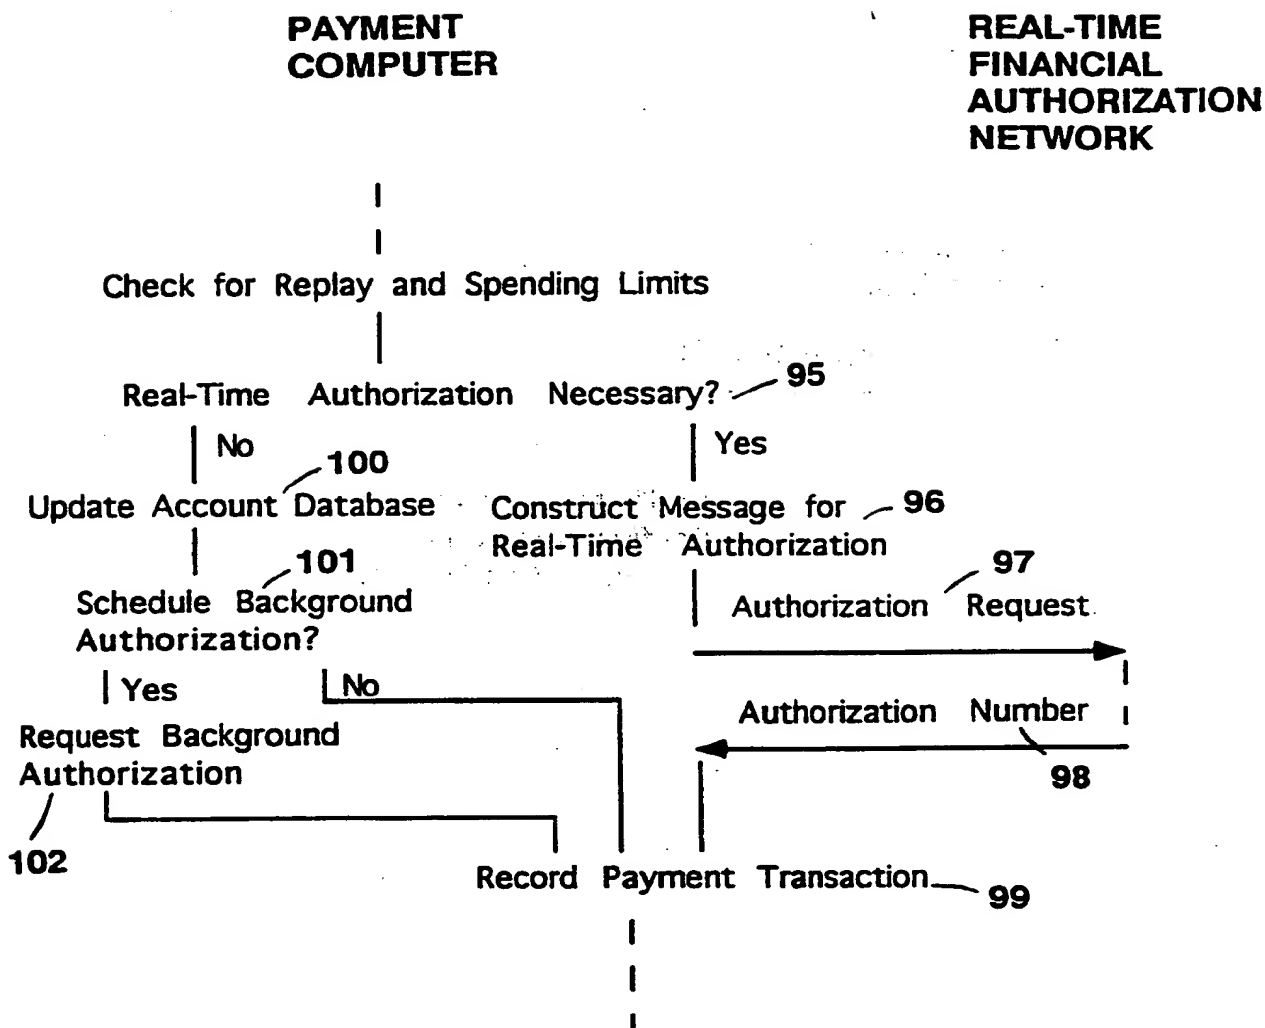 PAYMENT
COMPUTER
REAL-TIME
FINANCIAL
AUTHORIZATION
NETWORK
Check for Replay and Spending Limits
Real-Time Authorization Necessary?
95
No
Yes
100
Update Account Database
Construct Message for
Real-Time Authorization
96
101
Schedule Background
Authorization?
97
Authorization Request
Yes
No
Authorization Number
98
Request Background
Authorization
102
Record Payment Transaction
99